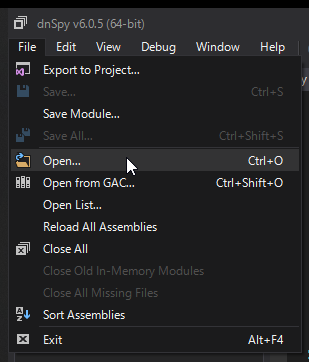 dnSpy v6.0.5 (64-bit)
File Edit View Debug Window Help
Export to Project...
Save... Ctrl+S
Save Module...
Save All... Ctrl+Shift+S
Open... Ctrl+O
Open from GAC... Ctrl+Shift+O
Open List...
Reload All Assemblies
Close All
Close Old In-Memory Modules
Close All Missing Files
Sort Assemblies
Exit Alt+F4